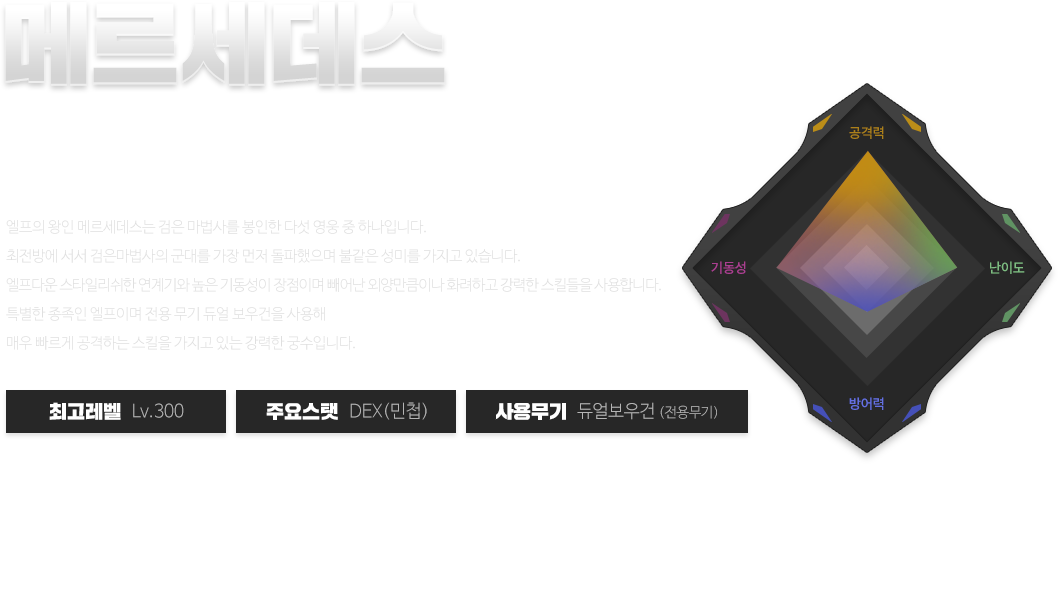 메르세데스
엘프의 왕인 메르세데스는 검은 마법사를 봉인한 다섯 영웅 중 하나입니다.
최전방에 서서 검은마법사의 군대를 가장 먼저 돌파했으며 불같은 성미를 가지고 있습니다.
엘프다운 스타일리쉬한 연계기와 높은 기동성이 장점이며 빼어난 외양만큼이나 화려하고 강력한 스킬들을 사용합니다.
특별한 종족인 엘프이며 전용 무기 듀얼 보우건을 사용해
매우 빠르게 공격하는 스킬을 가지고 있는 강력한 궁수입니다.
최고레벨 Lv.300
주요스탯 DEX(민첩)
사용무기 듀얼보우건 (전용무기)
공격력
기동성
난이도
방어력